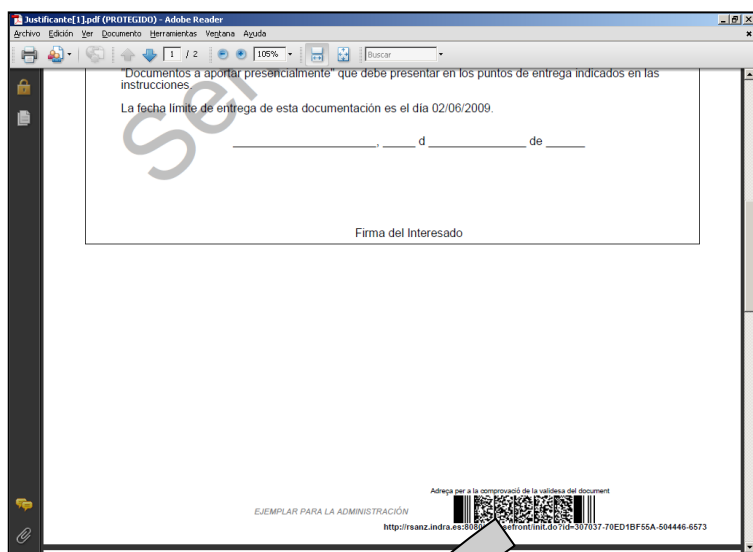 Justificante[1].pdf (PROTEGIDO) - Adobe Reader
Archivo Edición Ver Documento Herramientas Ventana Ayuda
1 / 2 105% Buscar
"Documentos a aportar presencialmente" que debe presentar en los puntos de entrega indicados en las
instrucciones.
La fecha límite de entrega de esta documentación es el día 02/06/2009.
, d de
Firma del Interesado
Adreça per a la comprovació de la validesa del document
EJEMPLAR PARA LA ADMINISTRACIÓN
http://rsanz.indra.es:8080 sefront/init.do?id=307037-70ED1BF55A-504446-6573